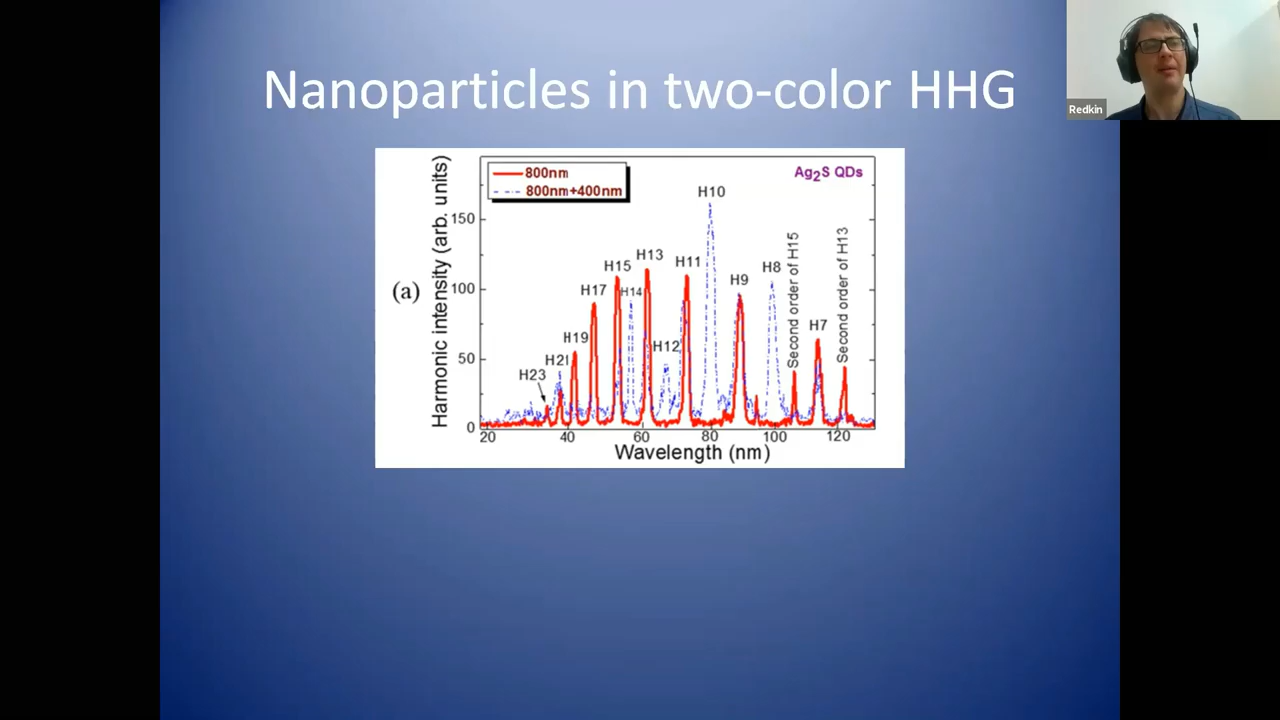 Nanoparticles in two-color HHG
Redkin
(a)
Harmonic intensity (arb. units)
800nm
800nm+400nm
Ag2S QDs
150
100
50
0
H23
H21
H19
H17
H15
H14
H13
H12
H11
H10
H9
H8
Second order of H15
H7
Second order of H13
20
40
60
80
100
120
Wavelength (nm)